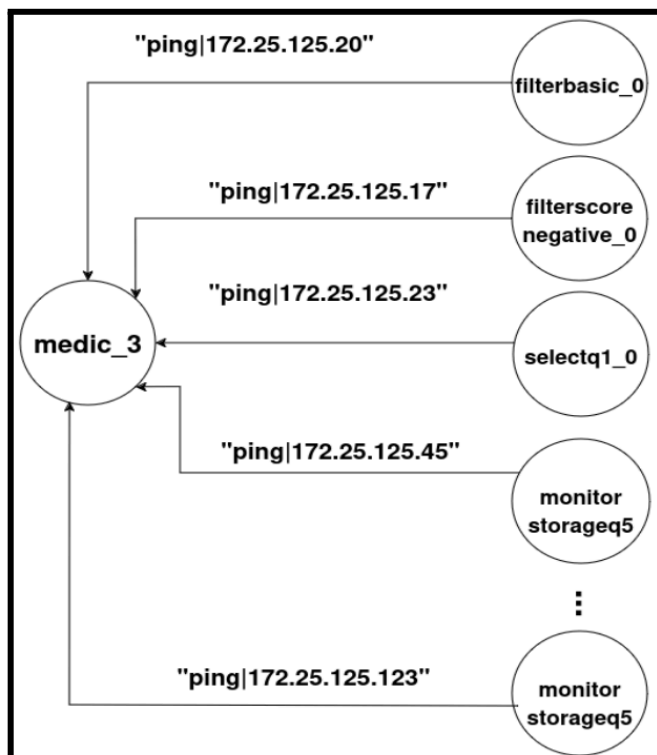 "ping|172.25.125.20"
filterbasic_0
"ping|172.25.125.17"
filterscore
negative_0
"ping|172.25.125.23"
medic_3
selectq1_0
"ping|172.25.125.45"
monitor
storageq5
"ping|172.25.125.123"
monitor
storageq5